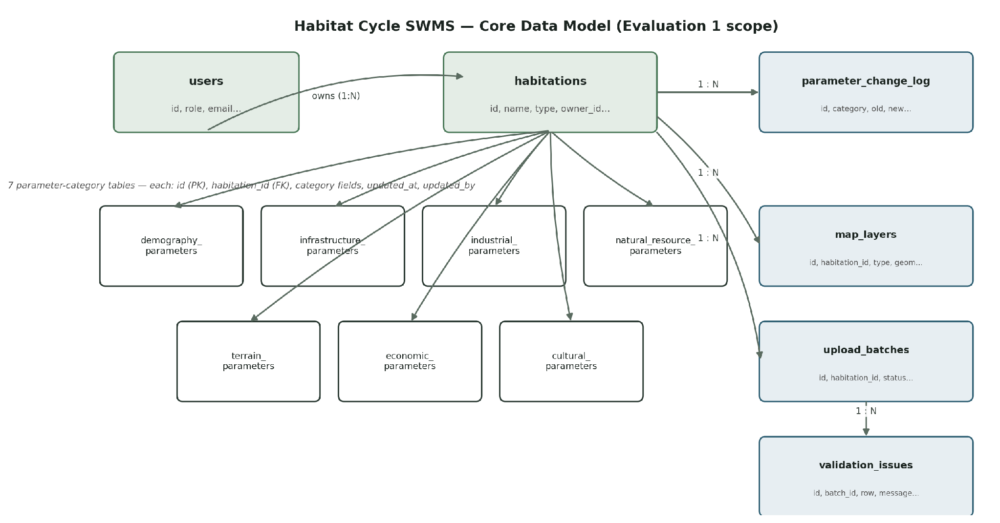 Habitat Cycle SWMS — Core Data Model (Evaluation 1 scope)
users
id, role, email...
owns (1:N)
habitations
id, name, type, owner_id...
1 : N
parameter_change_log
id, category, old, new...
7 parameter-category tables — each: id (PK), habitation_id (FK), category fields, updated_at, updated_by
1 : N
demography_
parameters
infrastructure_
parameters
industrial_
parameters
natural_resource_
parameters
1 : N
map_layers
id, habitation_id, type, geom...
terrain_
parameters
economic_
parameters
cultural_
parameters
upload_batches
id, habitation_id, status...
1 : N
validation_issues
id, batch_id, row, message...